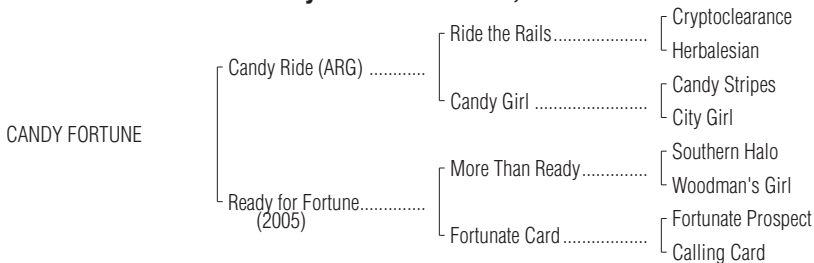 Cryptoclearance
Ride the Rails....................
Herbalesian
Candy Ride (ARG) ............
Candy Stripes
Candy Girl ........................
City Girl
CANDY FORTUNE
Southern Halo
More Than Ready..............
Woodman's Girl
Ready for Fortune..............
(2005)
Fortunate Prospect
Fortunate Card..................
Calling Card